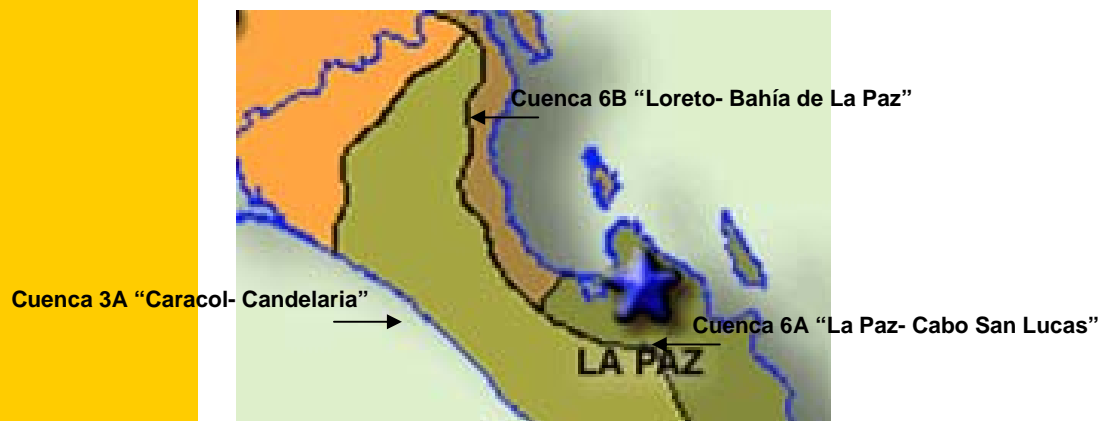 Cuenca 6B “Loreto- Bahía de La Paz”
Cuenca 3A “Caracol- Candelaria”
Cuenca 6A “La Paz- Cabo San Lucas”
LA PAZ